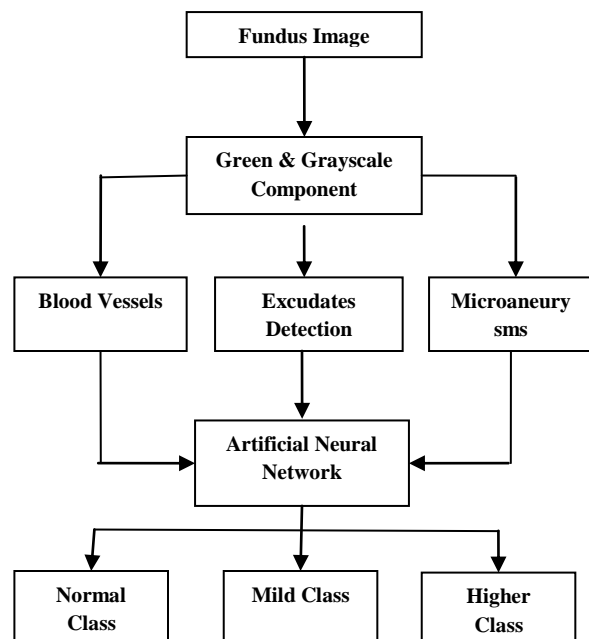 Fundus Image
Green & Grayscale
Component
Blood Vessels
Excudates
Detection
Microaneury
sms
Artificial Neural
Network
Normal
Class
Mild Class
Higher
Class